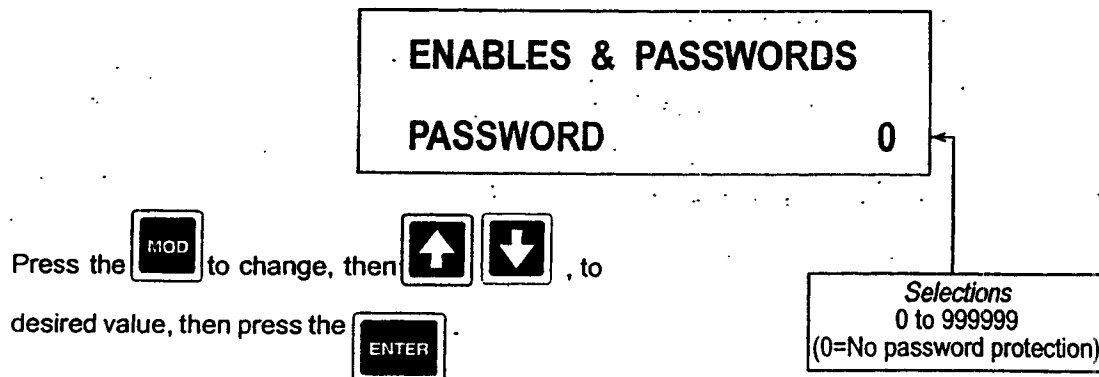 ENABLES & PASSWORDS
PASSWORD 0
Press the MOD to change, then , to
desired value, then press the ENTER .
Selections
0 to 999999
(0=No password protection)